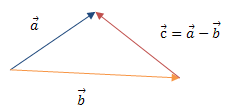 a⃗
c⃗ = a⃗ − b⃗
b⃗